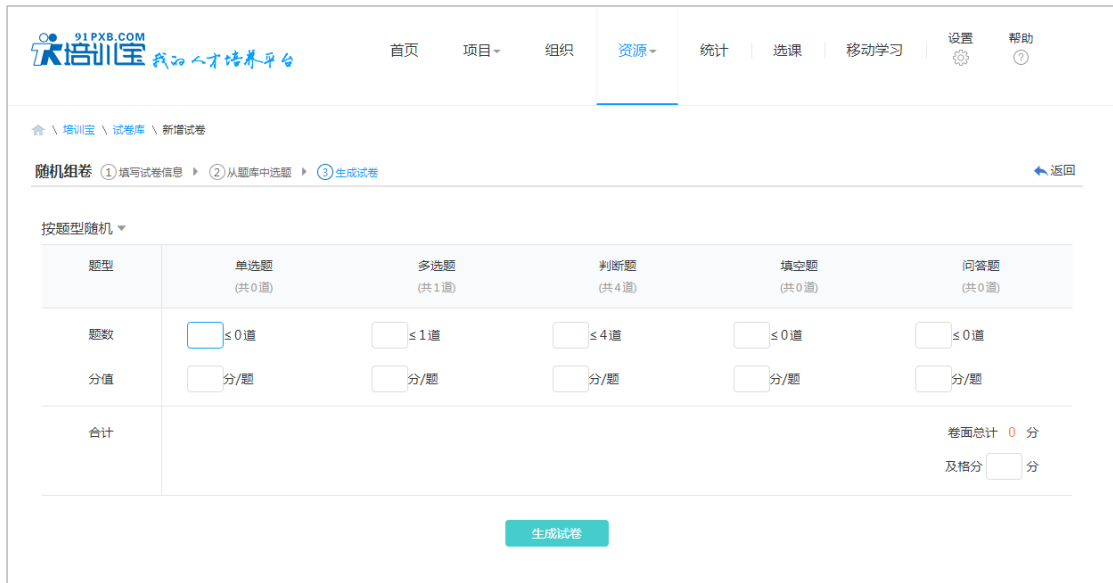 91PXB.COM
培训宝 我的人才培养平台
首页 项目 组织 资源 统计 选课 移动学习 设置 帮助
\ 培训宝 \ 试卷库 \ 新增试卷
随机组卷 ①填写试卷信息 ②从题库中选题 ③生成试卷 返回
按题型随机
题型 单选题 多选题 判断题 填空题 问答题
(共0道) (共1道) (共4道) (共0道) (共0道)
题数 ≤0道 ≤1道 ≤4道 ≤0道 ≤0道
分值 分/题 分/题 分/题 分/题 分/题
合计 卷面总计 0 分
及格分 分
生成试卷